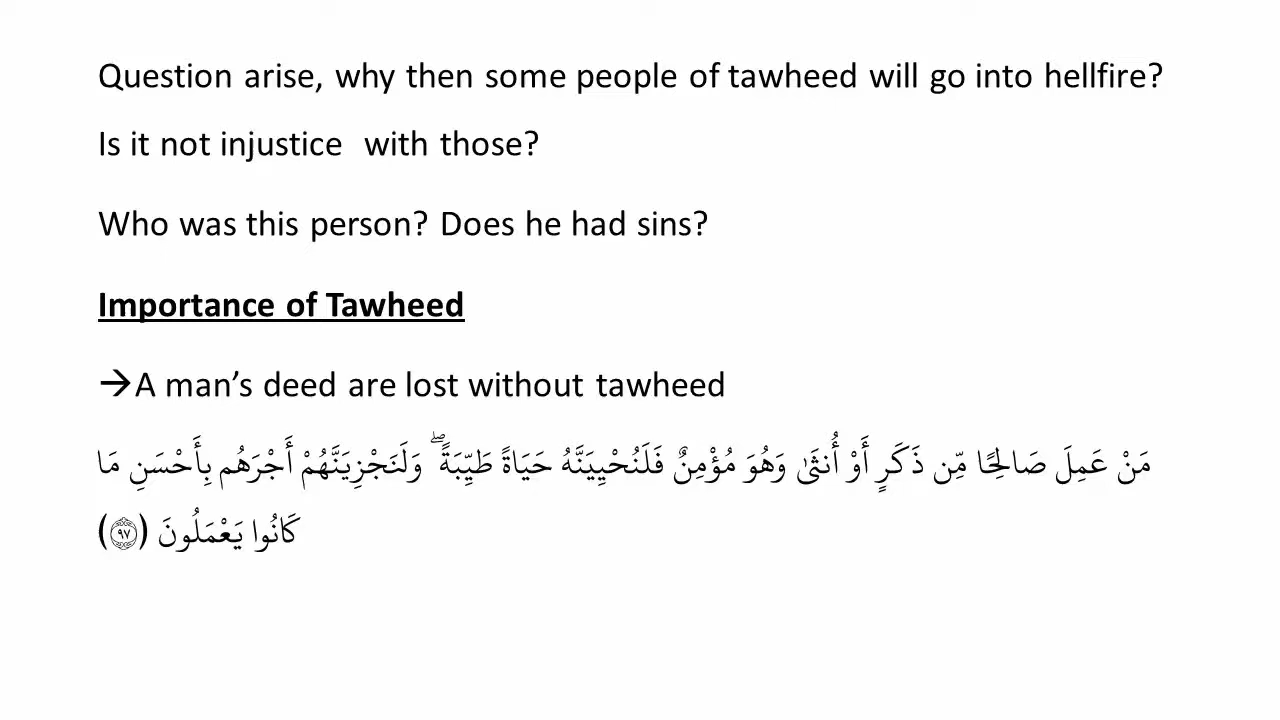 Question arise, why then some people of tawheed will go into hellfire?
Is it not injustice  with those?
Who was this person? Does he had sins?
Importance of Tawheed
→A man’s deed are lost without tawheed
مَنْ عَمِلَ صَالِحًا مِّن ذَكَرٍ أَوْ أُنثَىٰ وَهُوَ مُؤْمِنٌ فَلَنُحْيِيَنَّهُ حَيَاةً طَيِّبَةً ۖ وَلَنَجْزِيَنَّهُمْ أَجْرَهُم بِأَحْسَنِ مَا
كَانُوا يَعْمَلُونَ (٩٧)